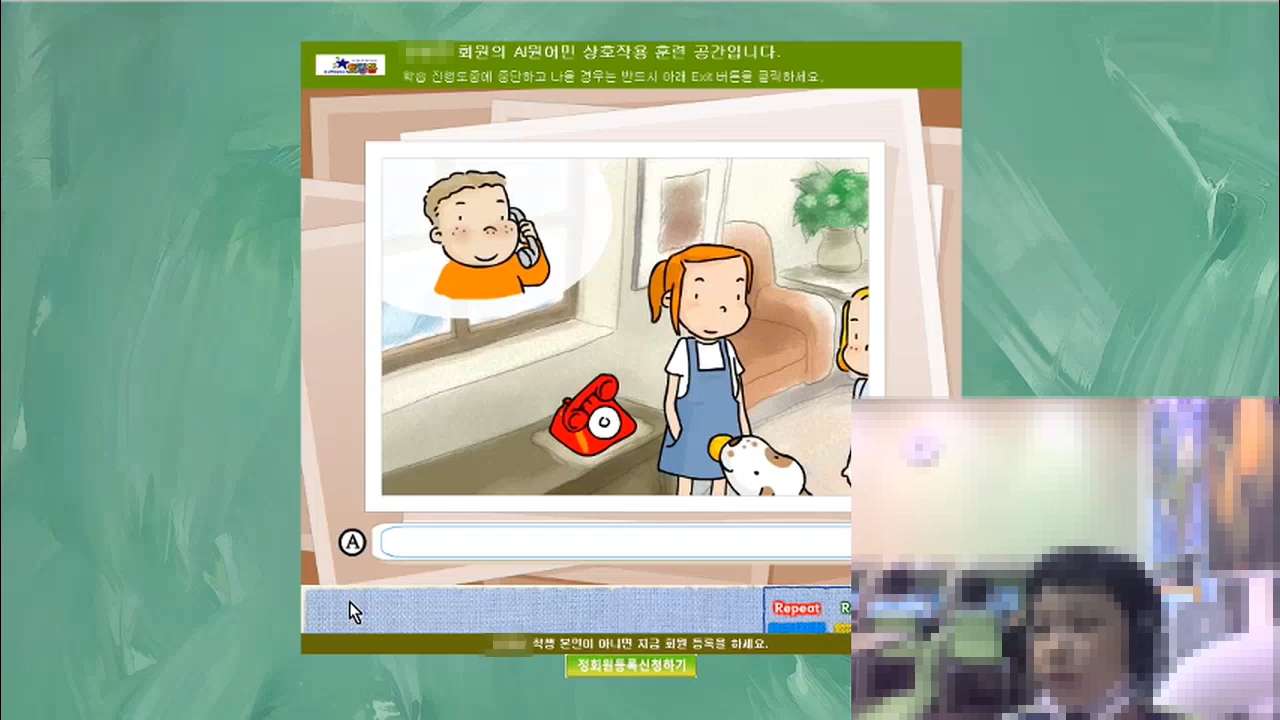 회원의 AI원어민 상호작용 훈련 공간입니다.
학습 진행도중에 중단하고 나올 경우는 반드시 아래 Exit 버튼을 클릭하세요.
A
Repeat
학생 본인이 아니면 지금 회원 등록을 하세요.
정회원등록신청하기